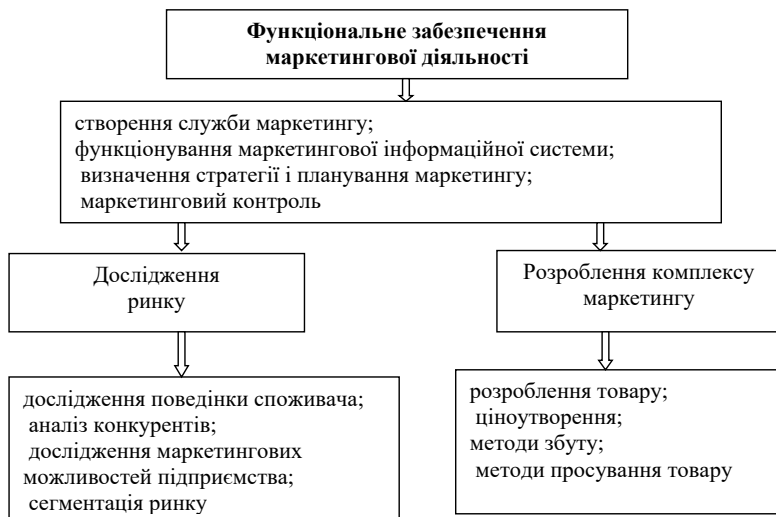 Функціональне забезпечення
маркетингової діяльності
створення служби маркетингу;
функціонування маркетингової інформаційної системи;
визначення стратегії і планування маркетингу;
маркетинговий контроль
Дослідження
ринку
Розроблення комплексу
маркетингу
дослідження поведінки споживача;
аналіз конкурентів;
дослідження маркетингових
можливостей підприємства;
сегментація ринку
розроблення товару;
ціноутворення;
методи збуту;
методи просування товару